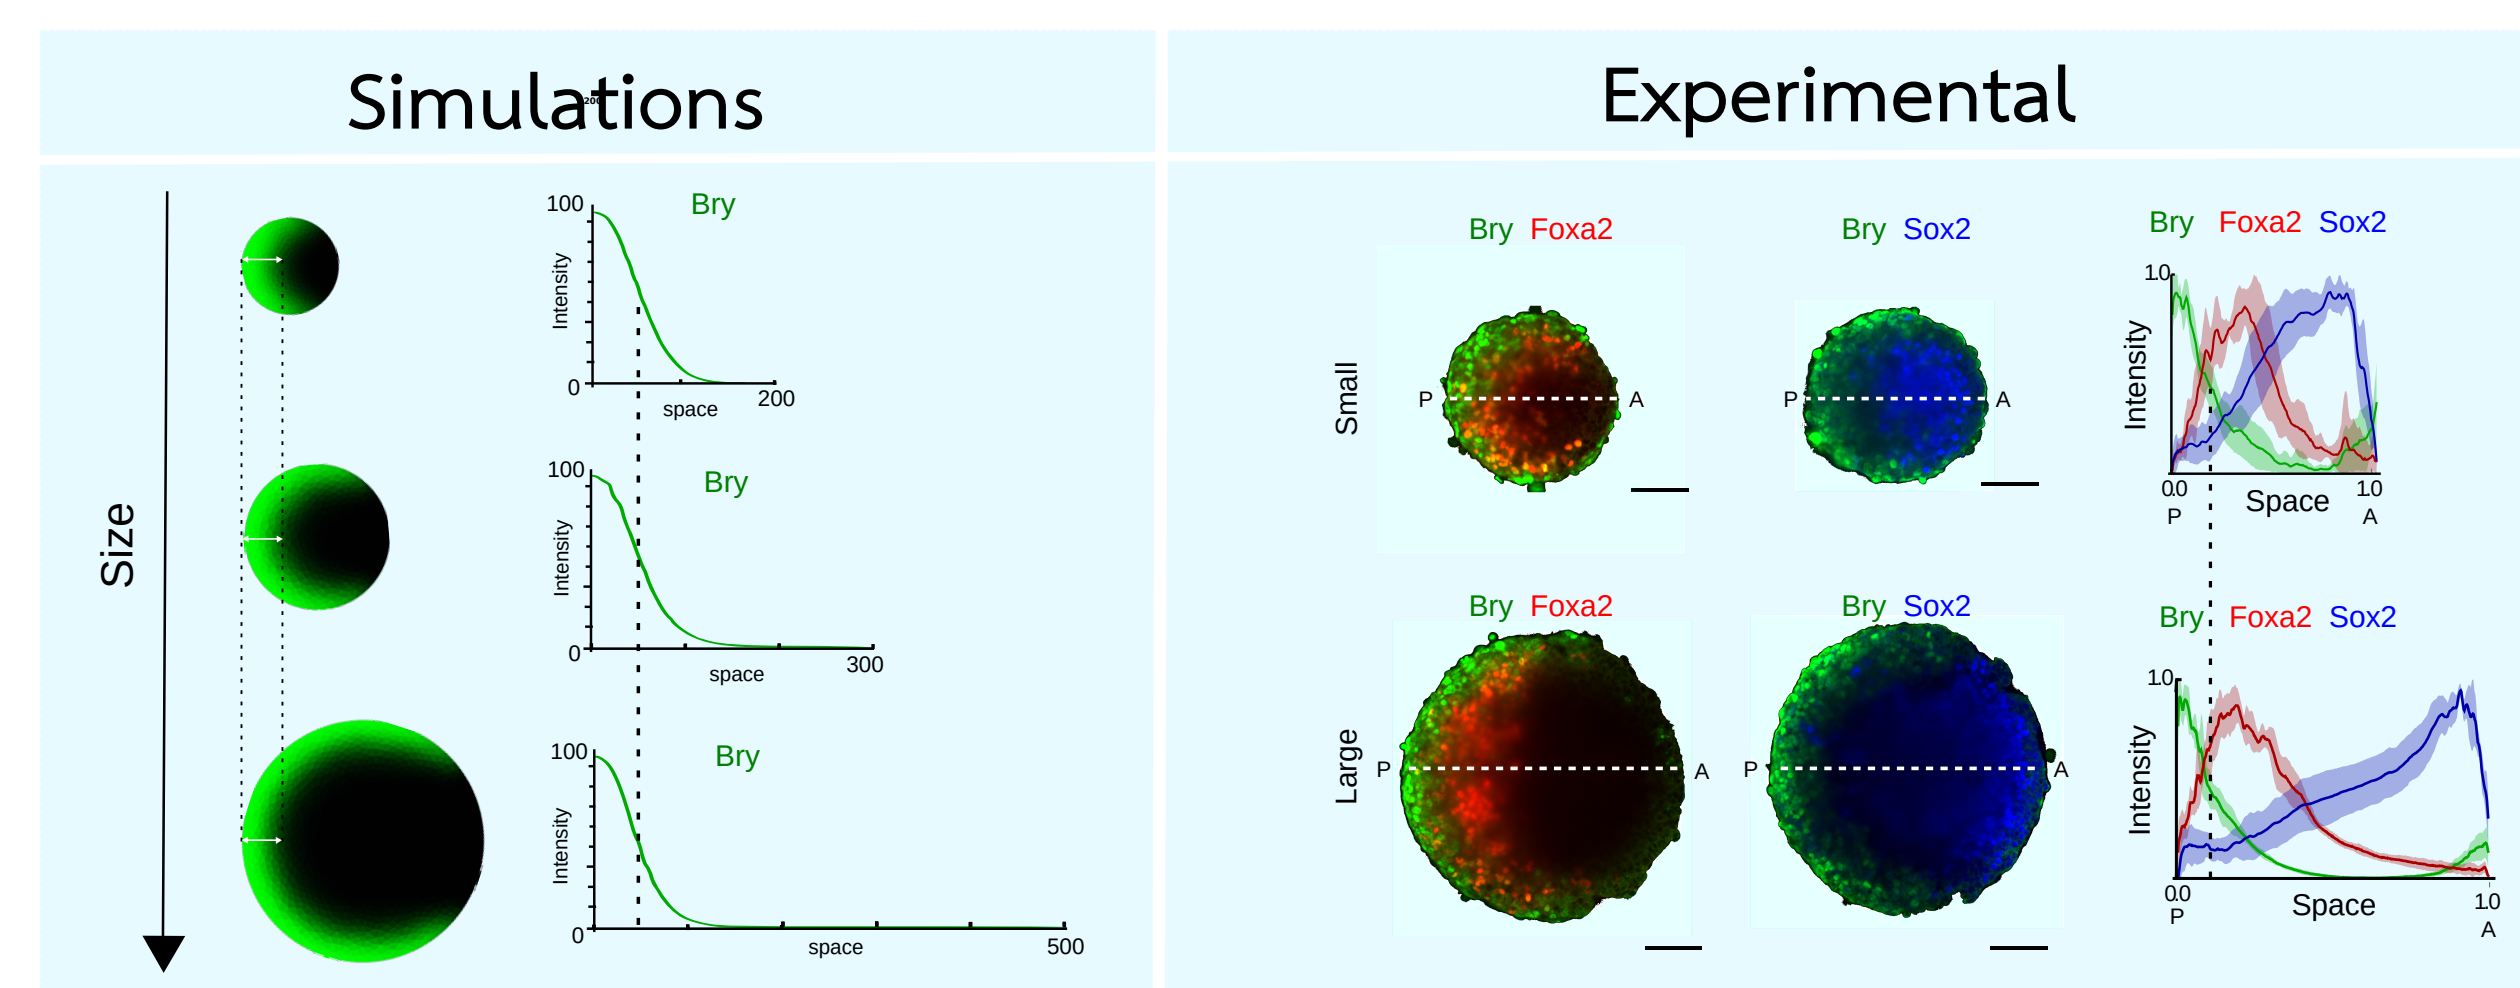 Simulations
200
Experimental
Size
100
Bry
Intensity
0
space
200
100
Bry
Intensity
0
space
300
100
Bry
Intensity
0
space
500
Small
Bry Foxa2
P
A
Bry Sox2
P
A
Bry Foxa2 Sox2
1.0
Intensity
0.0
Space
1.0
P
A
Large
Bry Foxa2
P
A
Bry Sox2
P
A
Bry Foxa2 Sox2
1.0
Intensity
0.0
Space
1.0
P
A